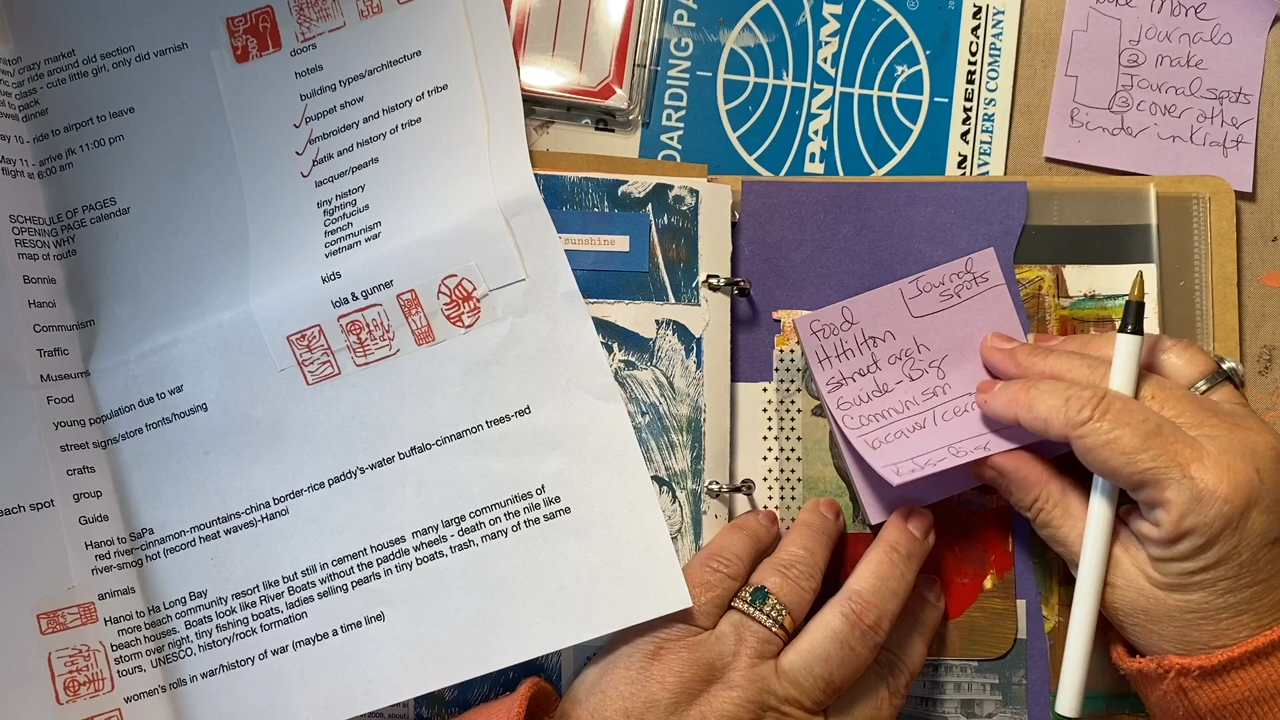 hilton
town/ crazy market
ric car ride around old section
uer class - cute little girl, only did varnish
el to pack
ewell dinner
ay 10 - ride to airport to leave
May 11 - arrive jfk 11:00 pm
flight at 6:00 am
SCHEDULE OF PAGES
OPENING PAGE calendar
RESON WHY
map of route
Bonnie
Hanoi
Communism
Traffic
Museums
Food
young population due to war
street signs/store fronts/housing
crafts
each spot
group
Guide
Hanoi to SaPa
red river-cinnamon-mountains-china border-rice paddy's-water buffalo-cinnamon trees-red
river-smog hot (record heat waves)-Hanoi
animals
Hanoi to Ha Long Bay
more beach community resort like but still in cement houses many large communities of
beach houses. Boats look like River Boats without the paddle wheels - death on the nile like
storm over night, tiny fishing boats, ladies selling pearls in tiny boats, trash, many of the same
tours, UNESCO, history/rock formation
women's rolls in war/history of war (maybe a time line)
doors
hotels
building types/architecture
puppet show
embroidery and history of tribe
batik and history of tribe
lacquer/pearls
tiny history
fighting
Confucius
french
communism
vietnam war
kids
lola & gunner
sunshine
OARDING PA
PAN AM
®
AN AMERICAN
AVELER'S COMPANY
more
Journals
② make
Journal spots
③ cover other
Binder in Kraft
Journal
spots
Food
H Hilton
Street arch
Guide-Big
Communism
lacquer/cem
Kids-Big
in 2009, about